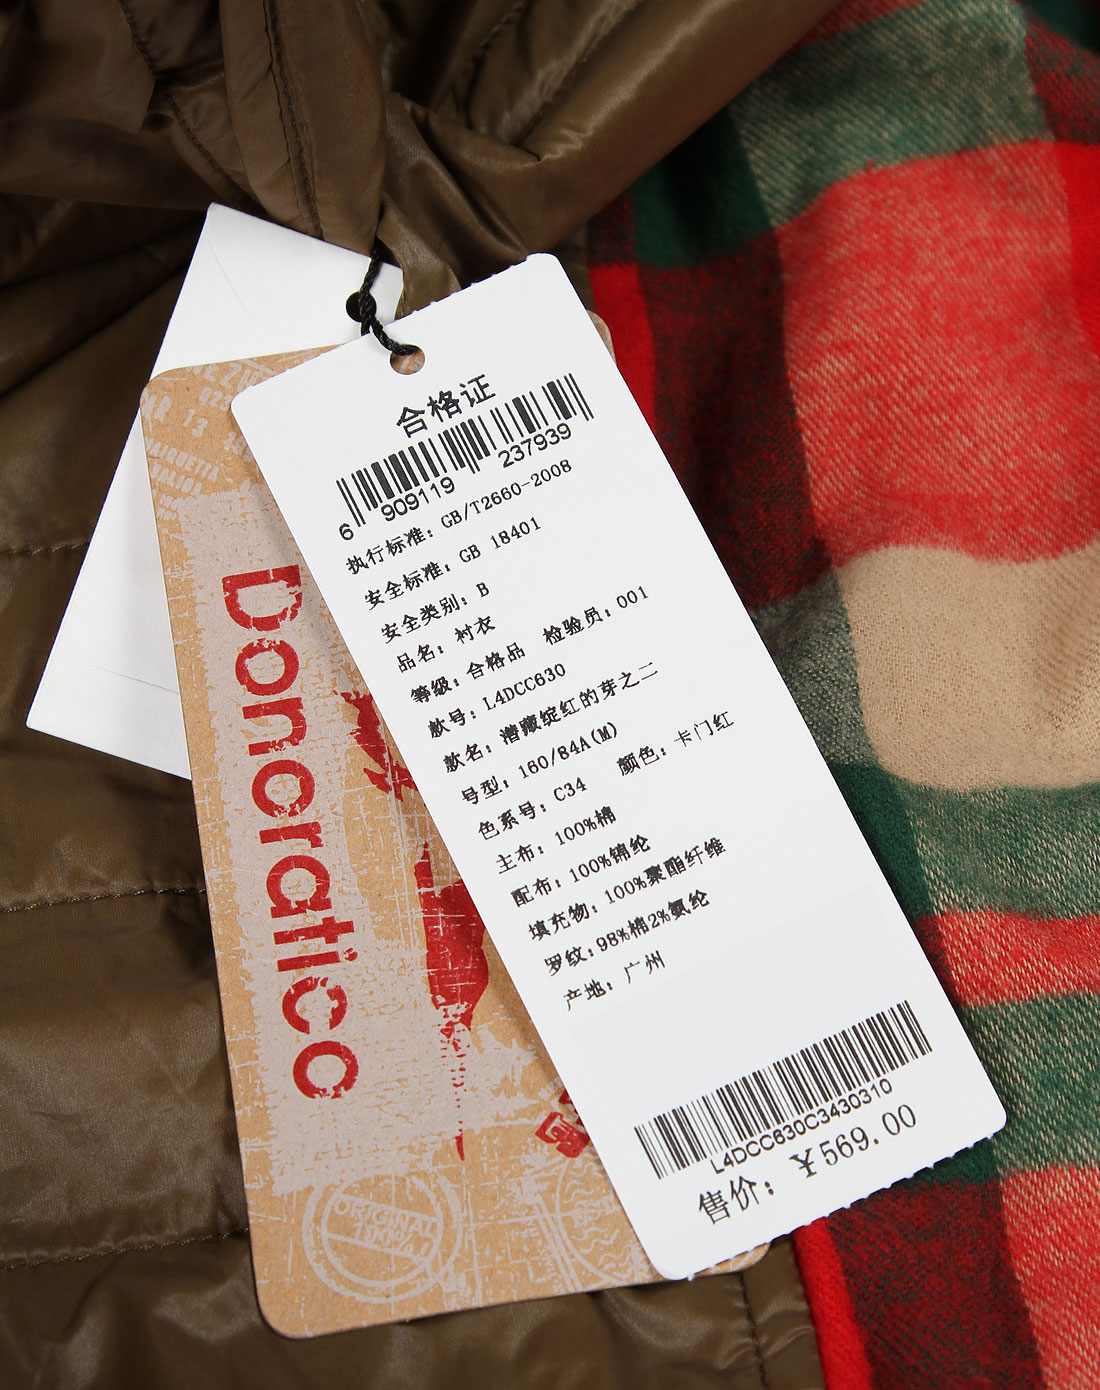 合格证
6 909119 237939
执行标准：GB/T2660-2008
安全标准：GB 18401
安全类别：B
品名：衬衣
等级：合格品 检验员：001
款号：L4DCC630
款名：潜藏绽红的芽之二
号型：160/84A(M)
色系号：C34 颜色：卡门红
主布：100%棉
配布：100%锦纶
填充物：100%聚酯纤维
罗纹：98%棉2%氨纶
产地：广州
L4DCC630C3430310
售价：￥569.00
Donoratico
ORIGINAL
100%